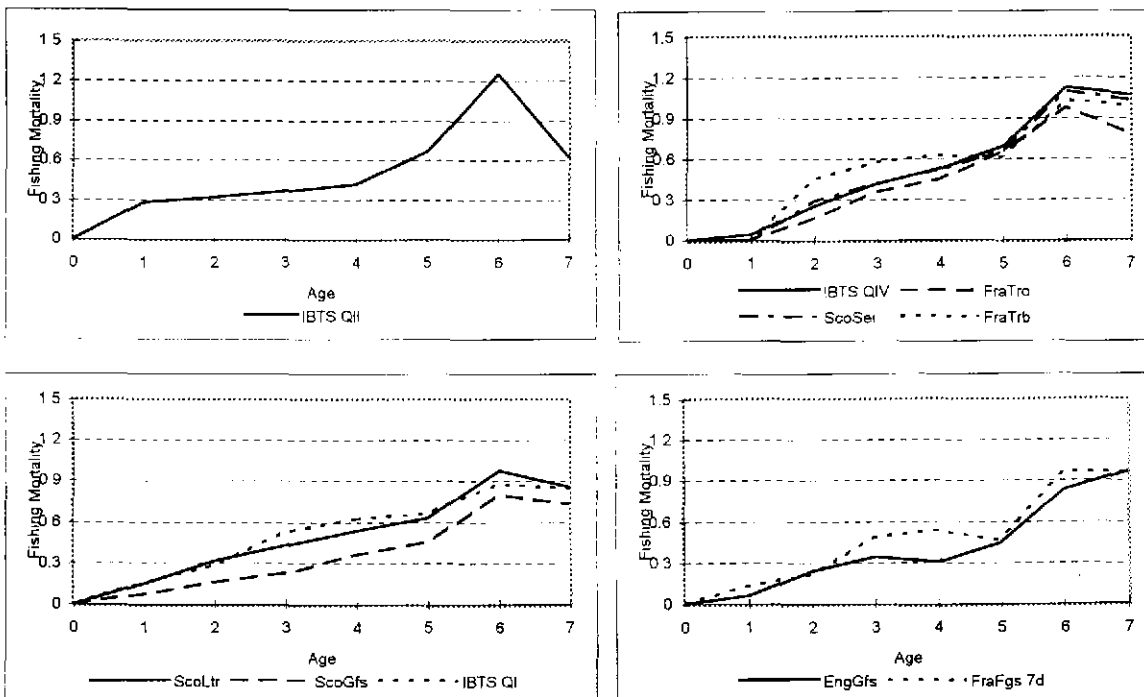 1.5
1.2
0.9
0.6
0.3
0
Fishing Mortality
0 1 2 3 4 5 6 7
Age
IBTS QII
1.5
1.2
0.9
0.6
0.3
0
Fishing Mortality
0 1 2 3 4 5 6 7
Age
IBTS QIV FraTro
ScoSei FraTrb
1.5
1.2
0.9
0.6
0.3
0
Fishing Mortality
0 1 2 3 4 5 6 7
Age
ScoLtr ScoGfs IBTS QI
1.5
1.2
0.9
0.6
0.3
0
Fishing Mortality
0 1 2 3 4 5 6 7
Age
EngGfs FraFgs 7d